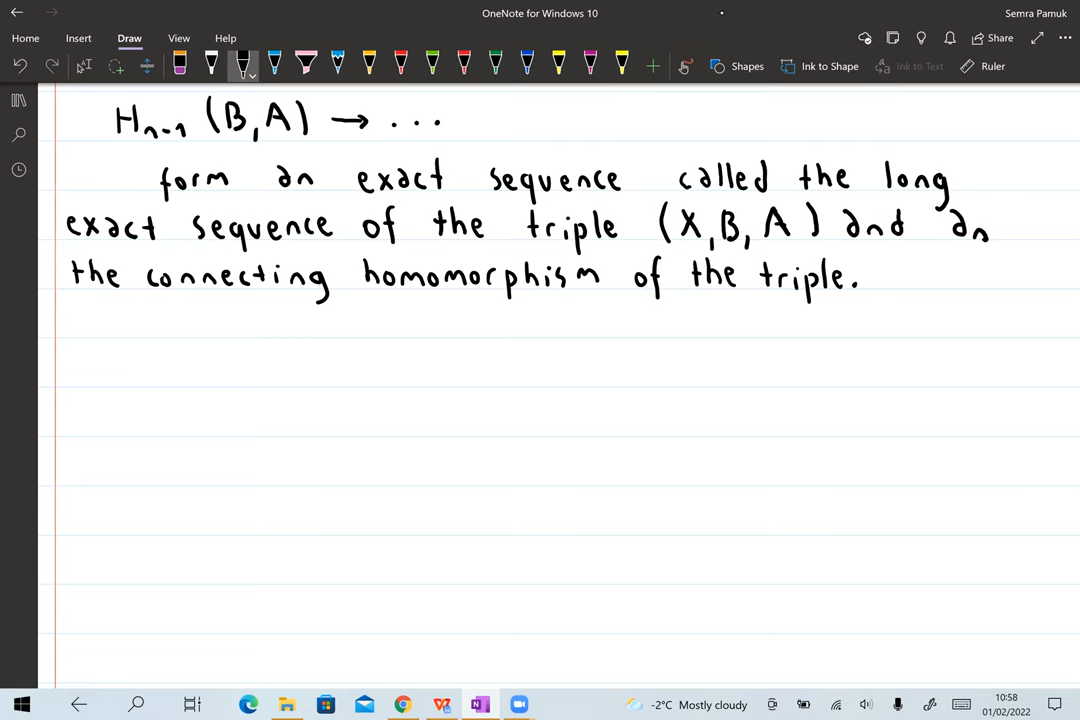 OneNote for Windows 10
Semra Pamuk
Home Insert Draw View Help
Share
Shapes Ink to Shape Ink to Text Ruler
Hₙ₋₁ (B,A) → ...
form an exact sequence called the long
exact sequence of the triple (X,B,A) and ∂n
the connecting homomorphism of the triple.
-2°C Mostly cloudy
10:58
01/02/2022